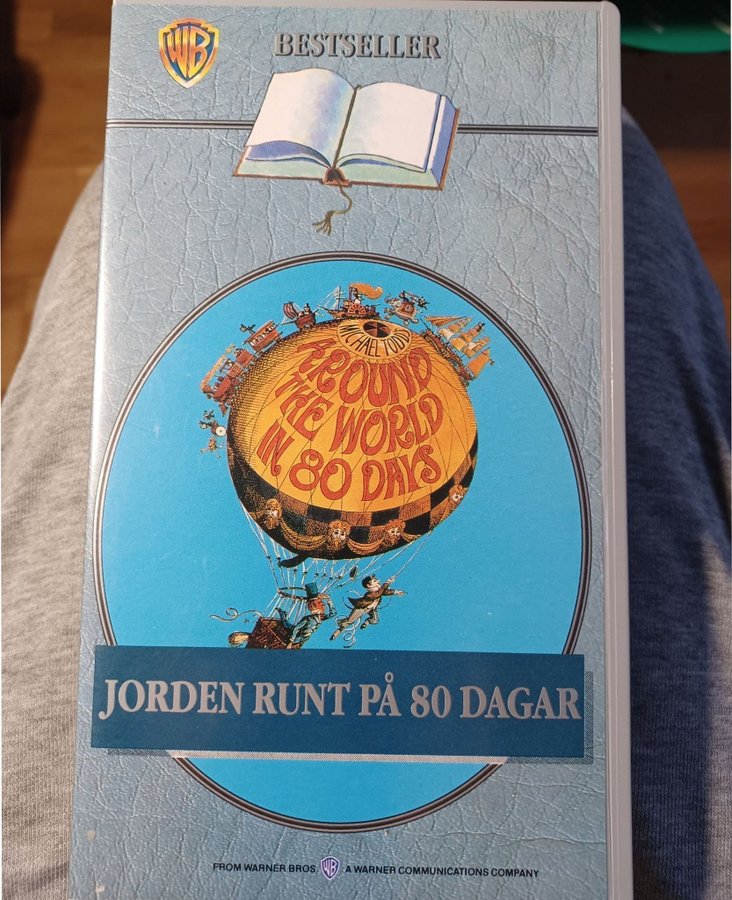 WB
BESTSELLER
MICHAEL TODD'S
AROUND
THE WORLD
IN 80 DAYS
JORDEN RUNT PÅ 80 DAGAR
FROM WARNER BROS. WB A WARNER COMMUNICATIONS COMPANY